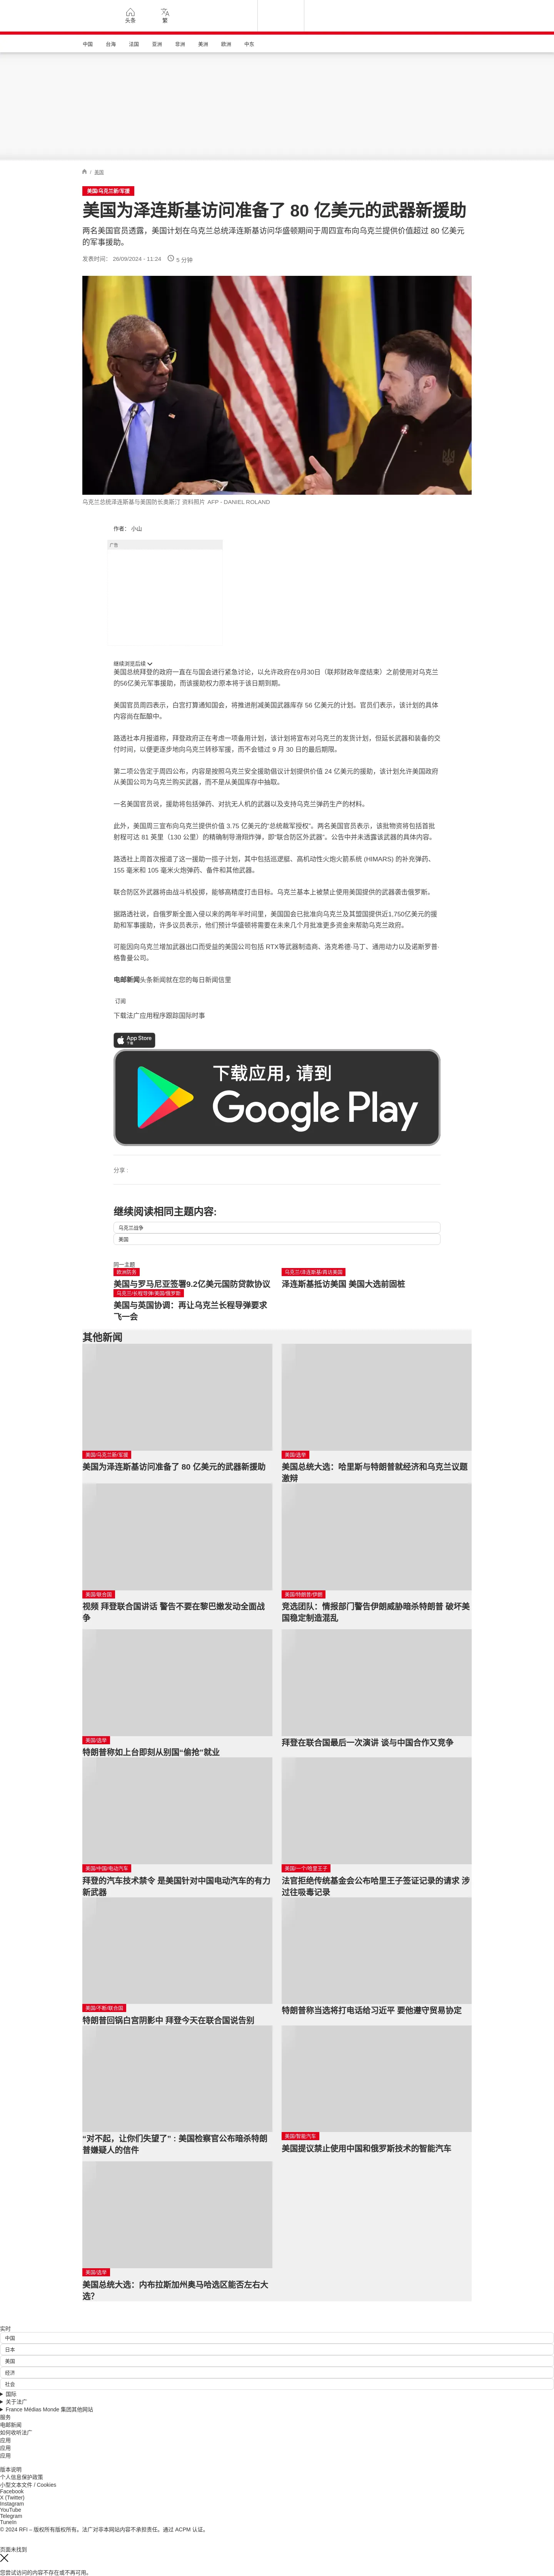 头条
繁
中国 台海 法国 亚洲 非洲 美洲 欧洲 中东
/ 美国
美国/乌克兰新/军援
美国为泽连斯基访问准备了 80 亿美元的武器新援助
两名美国官员透露，美国计划在乌克兰总统泽连斯基访问华盛顿期间于周四宣布向乌克兰提供价值超过 80 亿美元
的军事援助。
发表时间： 26/09/2024 - 11:24 5 分钟
乌克兰总统泽连斯基与美国防长奥斯汀 资料照片 AFP - DANIEL ROLAND
作者： 小山
广告
继续浏览后续
美国总统拜登的政府一直在与国会进行紧急讨论，以允许政府在9月30日（联邦财政年度结束）之前使用对乌克兰
的56亿美元军事援助，而该援助权力原本将于该日期到期。
美国官员周四表示，白宫打算通知国会，将推进削减美国武器库存 56 亿美元的计划。官员们表示，该计划的具体
内容尚在酝酿中。
路透社本月报道称，拜登政府正在考虑一项备用计划，该计划将宣布对乌克兰的发货计划，但延长武器和装备的交
付时间，以便更逐步地向乌克兰转移军援，而不会错过 9 月 30 日的最后期限。
第二项公告定于周四公布，内容是按照乌克兰安全援助倡议计划提供价值 24 亿美元的援助，该计划允许美国政府
从美国公司为乌克兰购买武器，而不是从美国库存中抽取。
一名美国官员说，援助将包括弹药、对抗无人机的武器以及支持乌克兰弹药生产的材料。
此外，美国周三宣布向乌克兰提供价值 3.75 亿美元的“总统裁军授权”。两名美国官员表示，该批物资将包括首批
射程可达 81 英里（130 公里）的精确制导滑翔炸弹，即“联合防区外武器”。公告中并未透露该武器的具体内容。
路透社上周首次报道了这一援助一揽子计划，其中包括巡逻艇、高机动性火炮火箭系统 (HIMARS) 的补充弹药、
155 毫米和 105 毫米火炮弹药、备件和其他武器。
联合防区外武器将由战斗机投掷，能够高精度打击目标。乌克兰基本上被禁止使用美国提供的武器袭击俄罗斯。
据路透社说，自俄罗斯全面入侵以来的两年半时间里，美国国会已批准向乌克兰及其盟国提供近1,750亿美元的援
助和军事援助，许多议员表示，他们预计华盛顿将需要在未来几个月批准更多资金来帮助乌克兰政府。
可能因向乌克兰增加武器出口而受益的美国公司包括 RTX等武器制造商、洛克希德·马丁、通用动力以及诺斯罗普·
格鲁曼公司。
电邮新闻头条新闻就在您的每日新闻信里
订阅
下载法广应用程序跟踪国际时事
App Store
下载
下载应用，请到
Google Play
分享 :
继续阅读相同主题内容:
乌克兰战争
美国
同一主题
欧洲防务
美国与罗马尼亚签署9.2亿美元国防贷款协议
乌克兰/泽连斯基/再访美国
泽连斯基抵访美国 美国大选前固桩
乌克兰/长程导弹/美国/俄罗斯
美国与英国协调：再让乌克兰长程导弹要求
飞一会
其他新闻
美国/乌克兰新/军援
美国为泽连斯基访问准备了 80 亿美元的武器新援助
美国/选举
美国总统大选：哈里斯与特朗普就经济和乌克兰议题
激辩
美国/联合国
视频 拜登联合国讲话 警告不要在黎巴嫩发动全面战
争
美国/特朗普/伊朗
竞选团队：情报部门警告伊朗威胁暗杀特朗普 破坏美
国稳定制造混乱
美国/选举
特朗普称如上台即刻从别国“偷抢”就业
拜登在联合国最后一次演讲 谈与中国合作又竞争
美国/中国/电动汽车
拜登的汽车技术禁令 是美国针对中国电动汽车的有力
新武器
美国/一个/哈里王子
法官拒绝传统基金会公布哈里王子签证记录的请求 涉
过往吸毒记录
美国/不断/联合国
特朗普回锅白宫阴影中 拜登今天在联合国说告别
特朗普称当选将打电话给习近平 要他遵守贸易协定
“对不起，让你们失望了” : 美国检察官公布暗杀特朗
普嫌疑人的信件
美国/智能汽车
美国提议禁止使用中国和俄罗斯技术的智能汽车
美国/选举
美国总统大选：内布拉斯加州奥马哈选区能否左右大
选？
实时
中国
日本
美国
经济
社会
国际
关于法广
France Médias Monde 集团其他网站
服务
电邮新闻
如何收听法广
应用
应用
应用
版本说明
个人信息保护政策
小型文本文件 / Cookies
Facebook
X (Twitter)
Instagram
YouTube
Telegram
TuneIn
© 2024 RFI – 版权所有版权所有。法广对非本网站内容不承担责任。通过 ACPM 认证。
页面未找到
您尝试访问的内容不存在或不再可用。